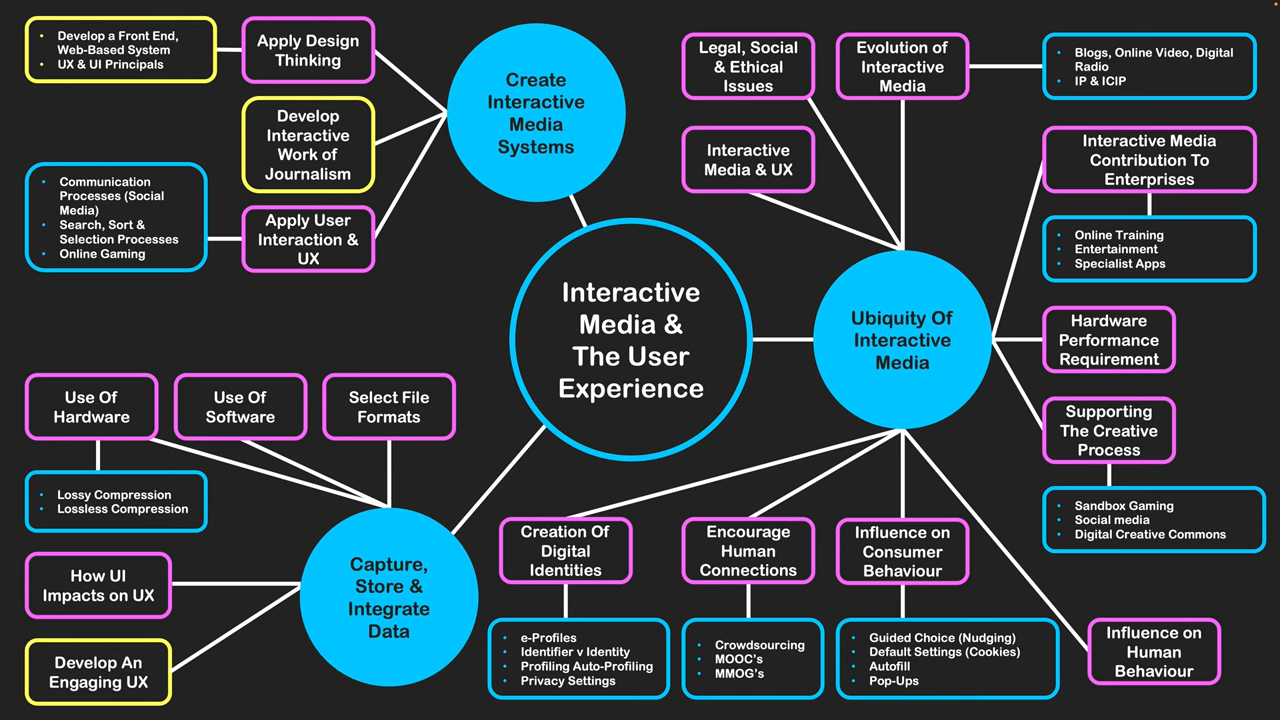 • Develop a Front End,
Web-Based System
• UX & UI Principals
Apply Design
Thinking
Develop
Interactive
Work of
Journalism
• Communication
Processes (Social
Media)
• Search, Sort &
Selection Processes
• Online Gaming
Apply User
Interaction &
UX
Create
Interactive
Media
Systems
Legal, Social
& Ethical
Issues
Evolution of
Interactive
Media
• Blogs, Online Video, Digital
Radio
• IP & ICIP
Interactive
Media & UX
Interactive Media
Contribution To
Enterprises
• Online Training
• Entertainment
• Specialist Apps
Interactive
Media &
The User
Experience
Ubiquity Of
Interactive
Media
Hardware
Performance
Requirement
Supporting
The Creative
Process
• Sandbox Gaming
• Social media
• Digital Creative Commons
Use Of
Hardware
Use Of
Software
Select File
Formats
• Lossy Compression
• Lossless Compression
How UI
Impacts on UX
Develop An
Engaging UX
Capture,
Store &
Integrate
Data
Creation Of
Digital
Identities
• e-Profiles
• Identifier v Identity
• Profiling Auto-Profiling
• Privacy Settings
Encourage
Human
Connections
• Crowdsourcing
• MOOC's
• MMOG's
Influence on
Consumer
Behaviour
• Guided Choice (Nudging)
• Default Settings (Cookies)
• Autofill
• Pop-Ups
Influence on
Human
Behaviour